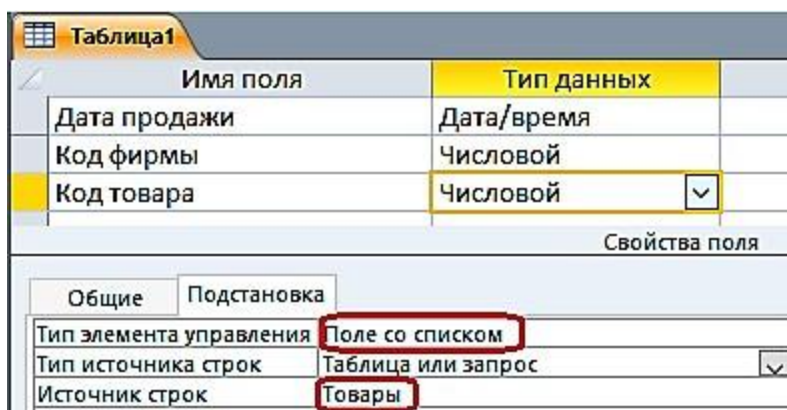 Таблица1
Имя поля Тип данных
Дата продажи Дата/время
Код фирмы Числовой
Код товара Числовой
Свойства поля
Общие Подстановка
Тип элемента управления Поле со списком
Тип источника строк Таблица или запрос
Источник строк Товары